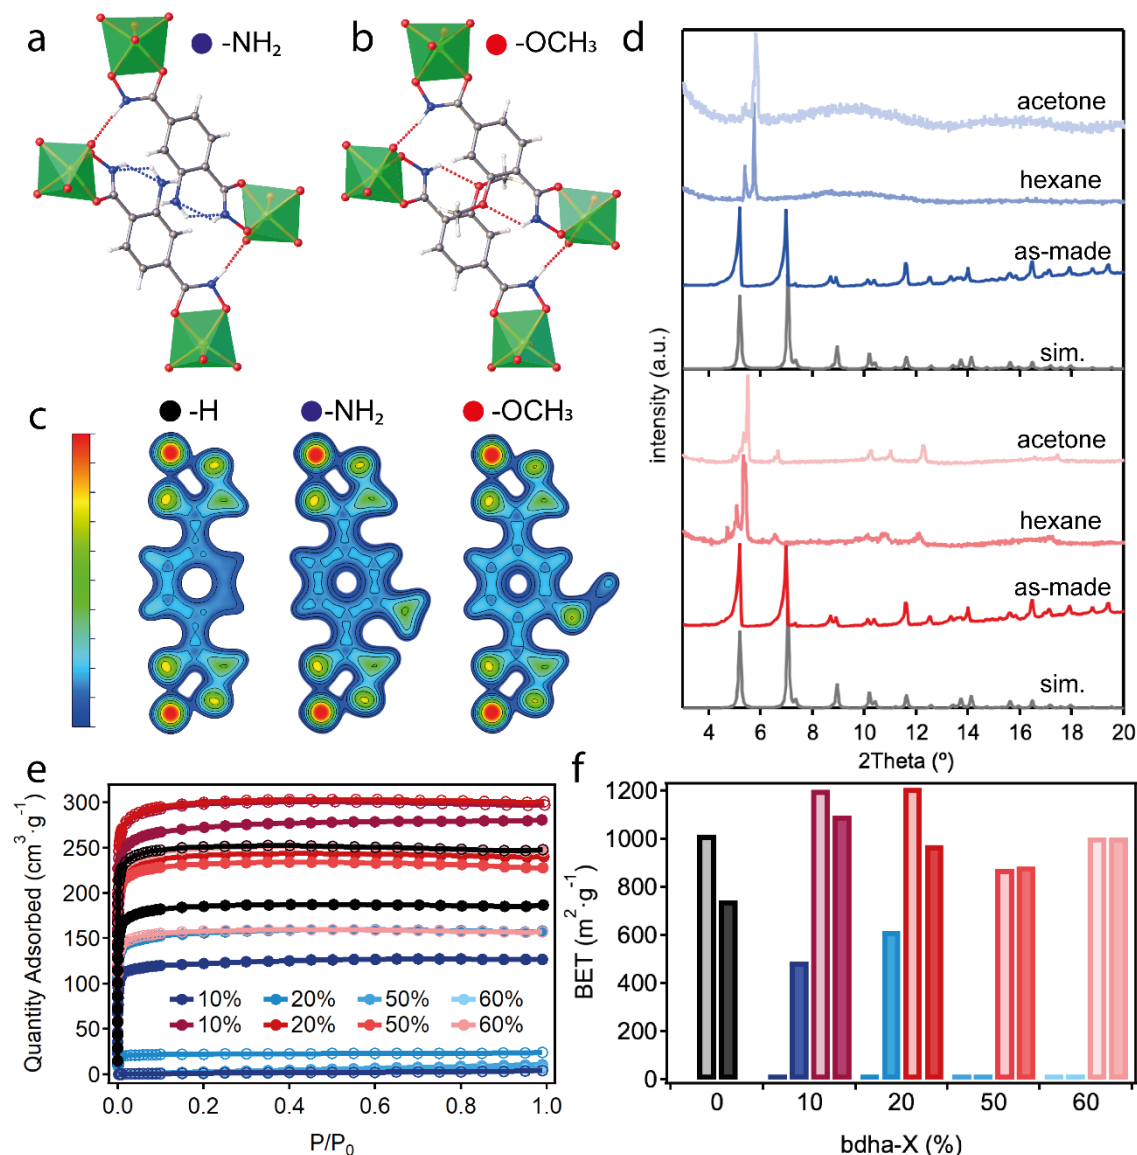 a
-NH₂
b
-OCH₃
c
-H
-NH₂
-OCH₃
d
acetone
hexane
as-made
sim.
acetone
hexane
as-made
sim.
intensity (a.u.)
4 6 8 10 12 14 16 18 20
2Theta (º)
e
300
250
200
150
100
50
0
Quantity Adsorbed (cm³·g⁻¹)
10% 20% 50% 60%
10% 20% 50% 60%
0.0 0.2 0.4 0.6 0.8 1.0
P/P₀
f
1200
1000
800
600
400
200
0
BET (m²·g⁻¹)
0 10 20 50 60
bdha-X (%)